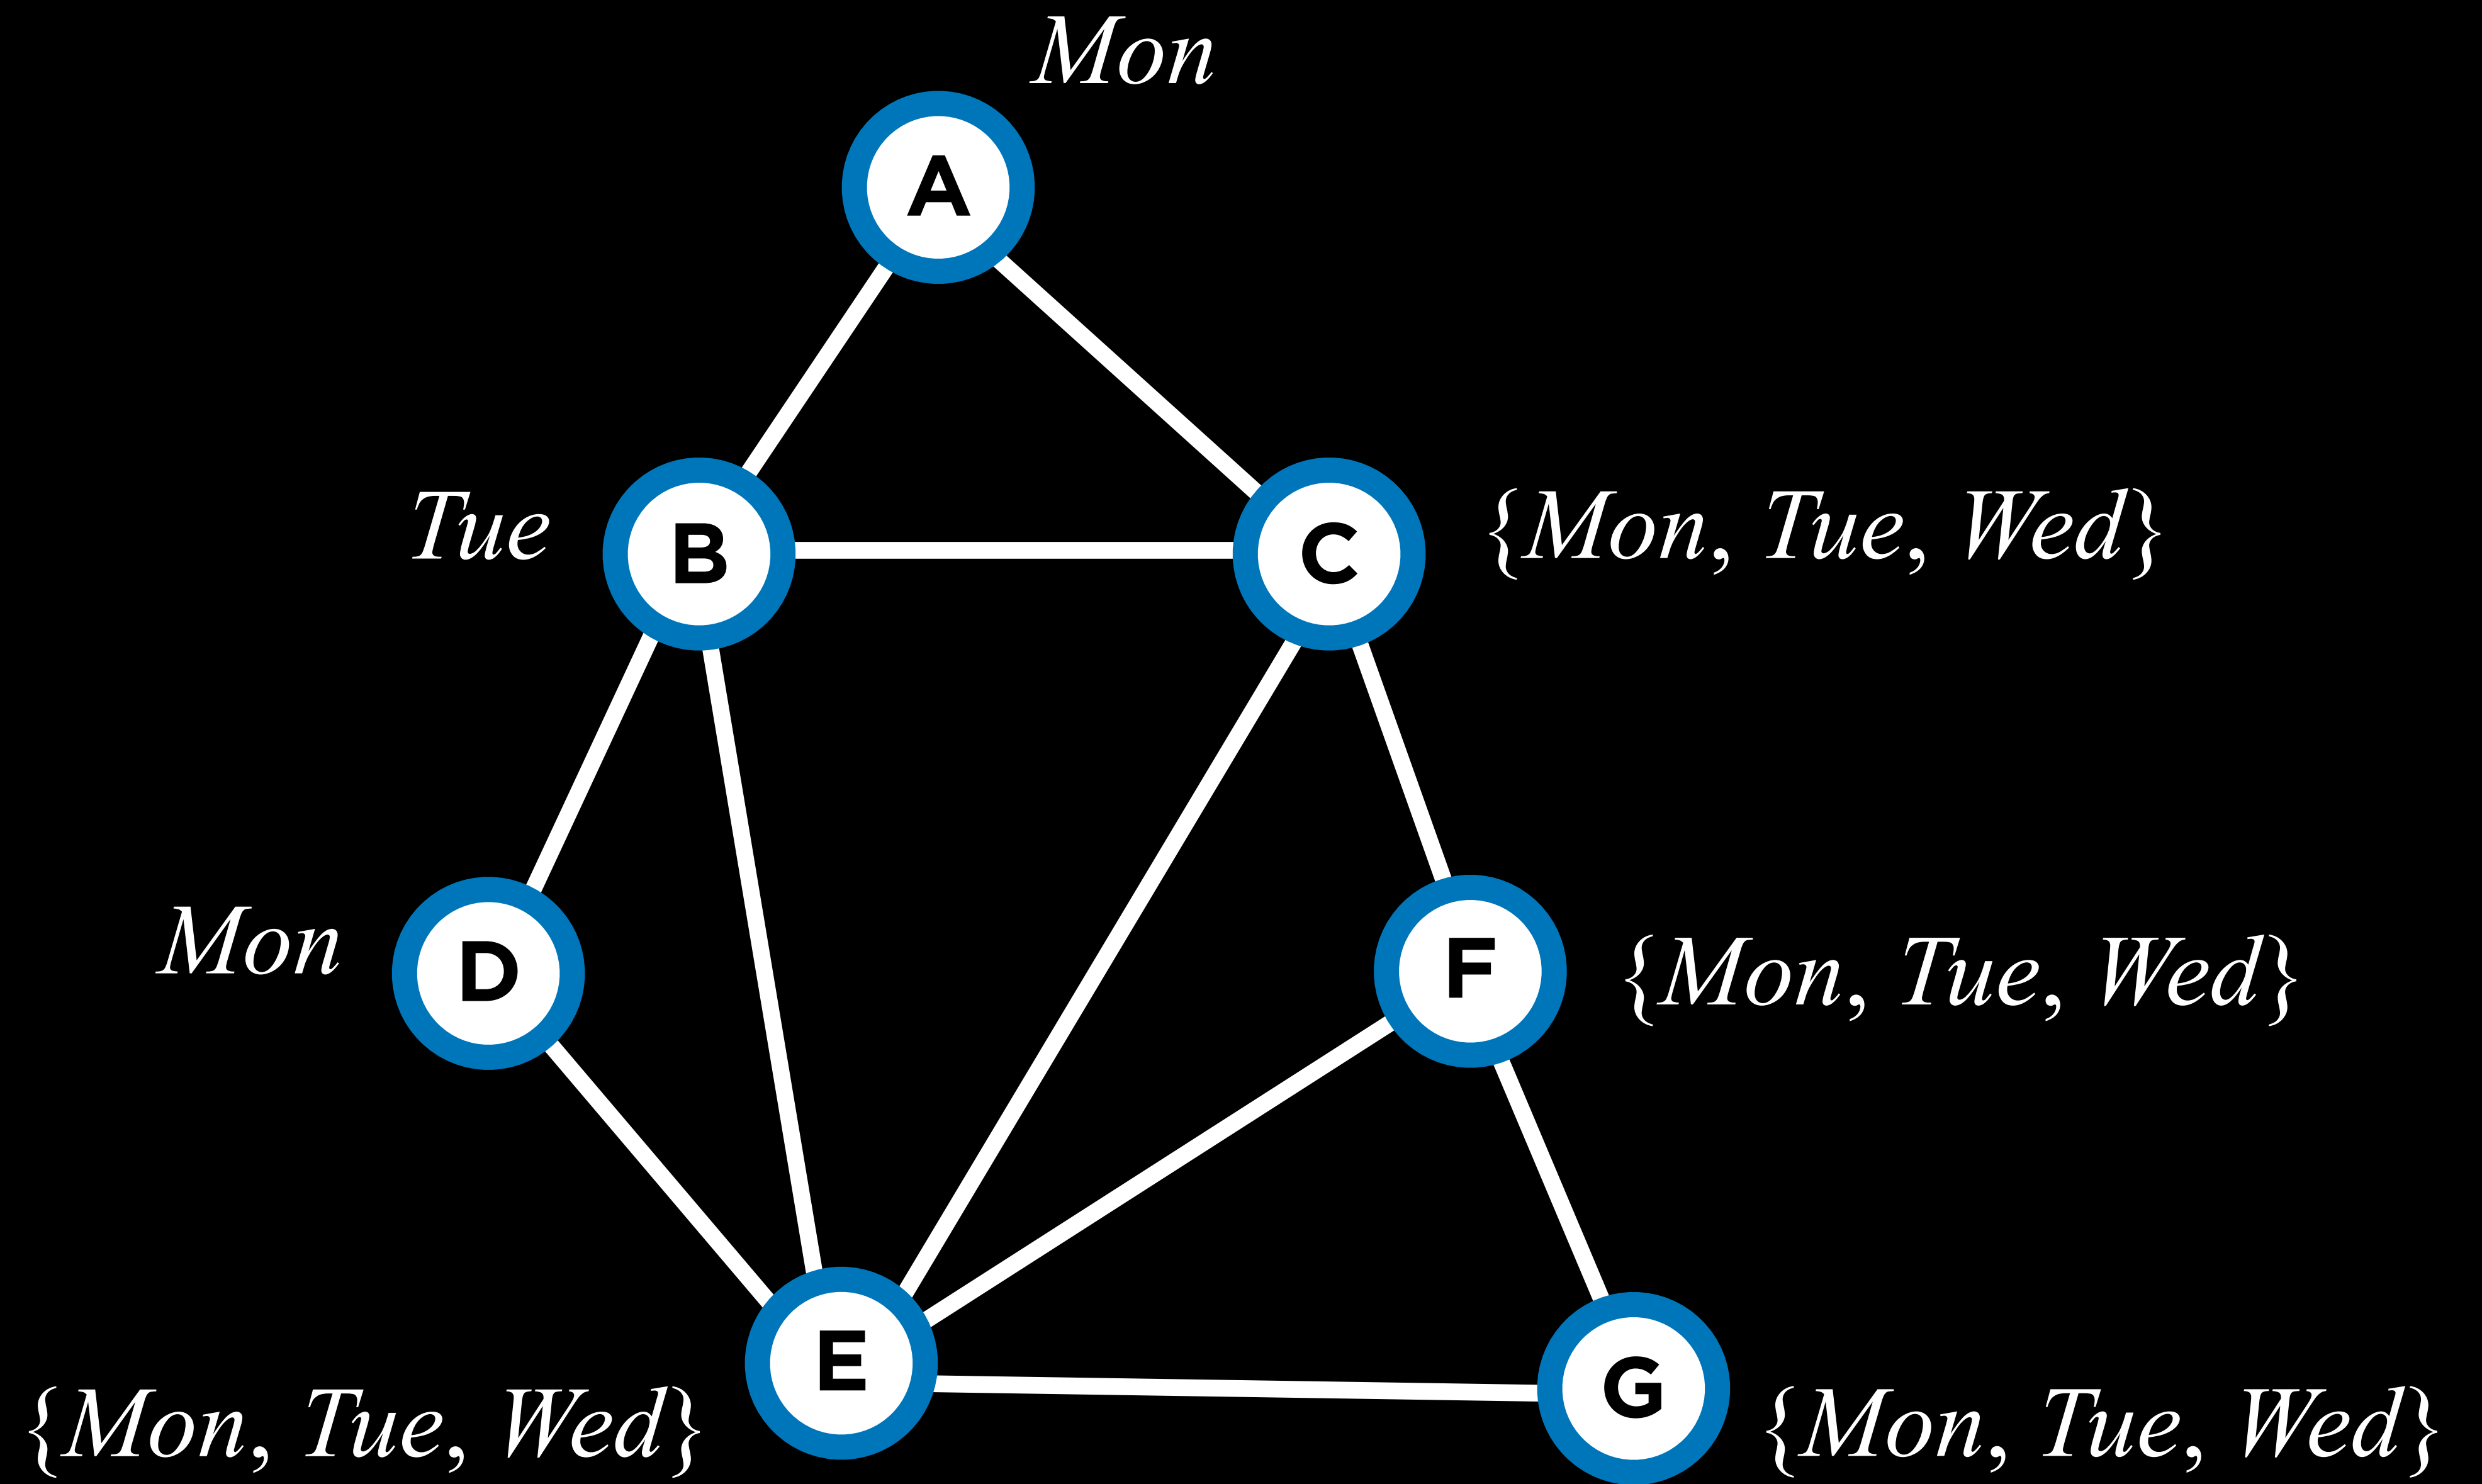 Mon
A
Tue
B
C
{Mon, Tue, Wed}
Mon
D
F
{Mon, Tue, Wed}
{Mon, Tue, Wed}
E
G
{Mon, Tue, Wed}